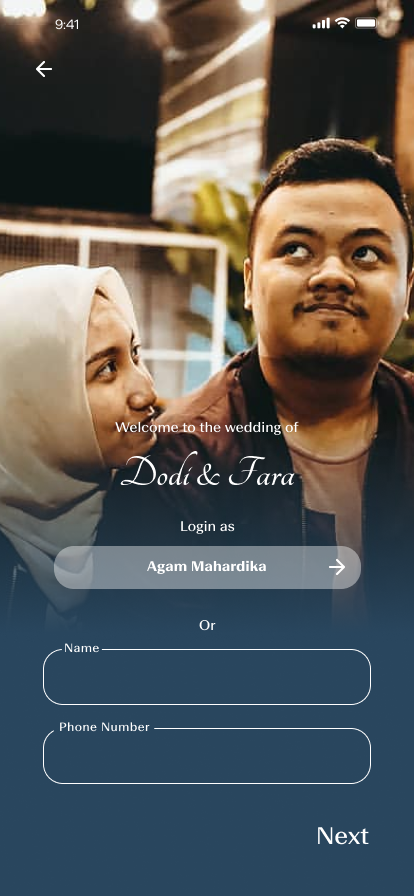 9:41
Welcome to the wedding of
Dodi & Fara
Login as
Agam Mahardika
Or
Name
Phone Number
Next